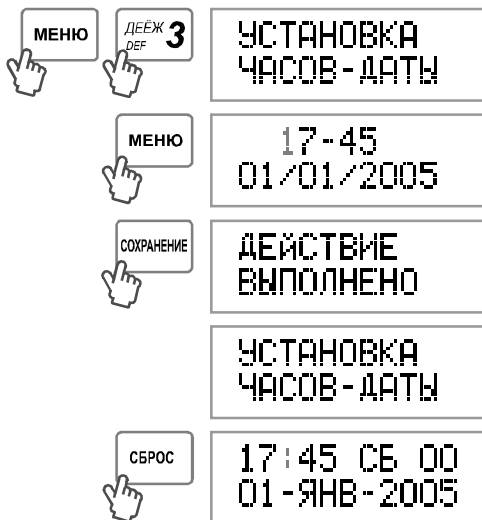 МЕНЮ ДЕЁЖ 3
DEF
УСТАНОВКА
ЧАСОВ-ДАТЫ
МЕНЮ
17-45
01/01/2005
СОХРАНЕНИЕ
ДЕЙСТВИЕ
ВЫПОЛНЕНО
УСТАНОВКА
ЧАСОВ-ДАТЫ
СБРОС
17:45 СБ 00
01-ЯНВ-2005